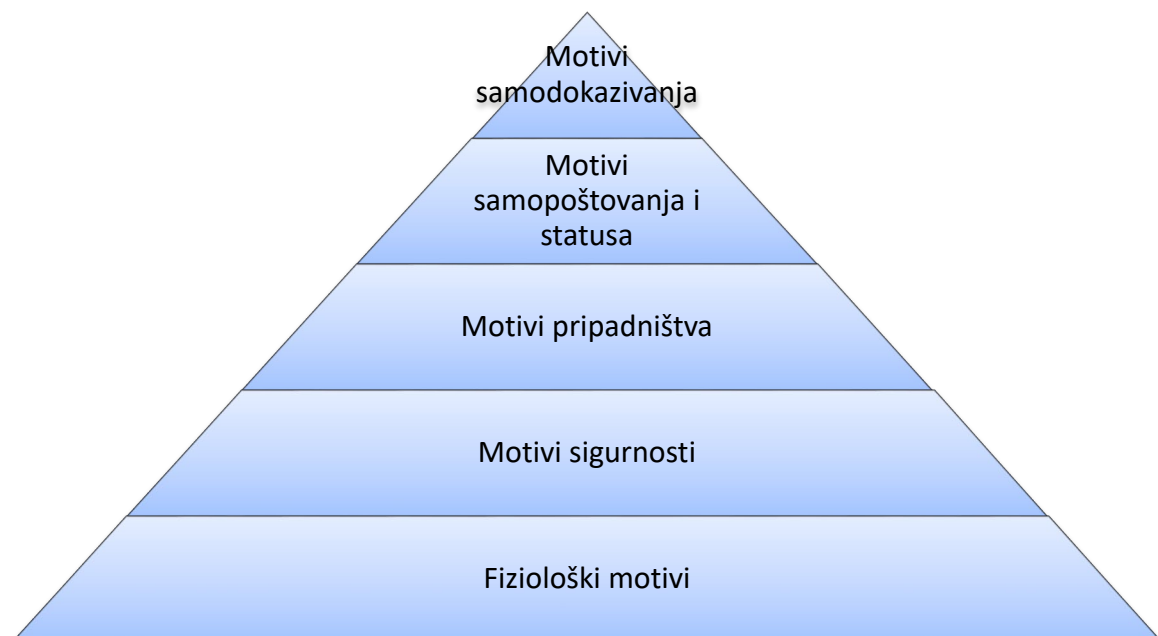 Motivi
samodokazivanja
Motivi
samopoštovanja i
statusa
Motivi pripadništva
Motivi sigurnosti
Fiziološki motivi